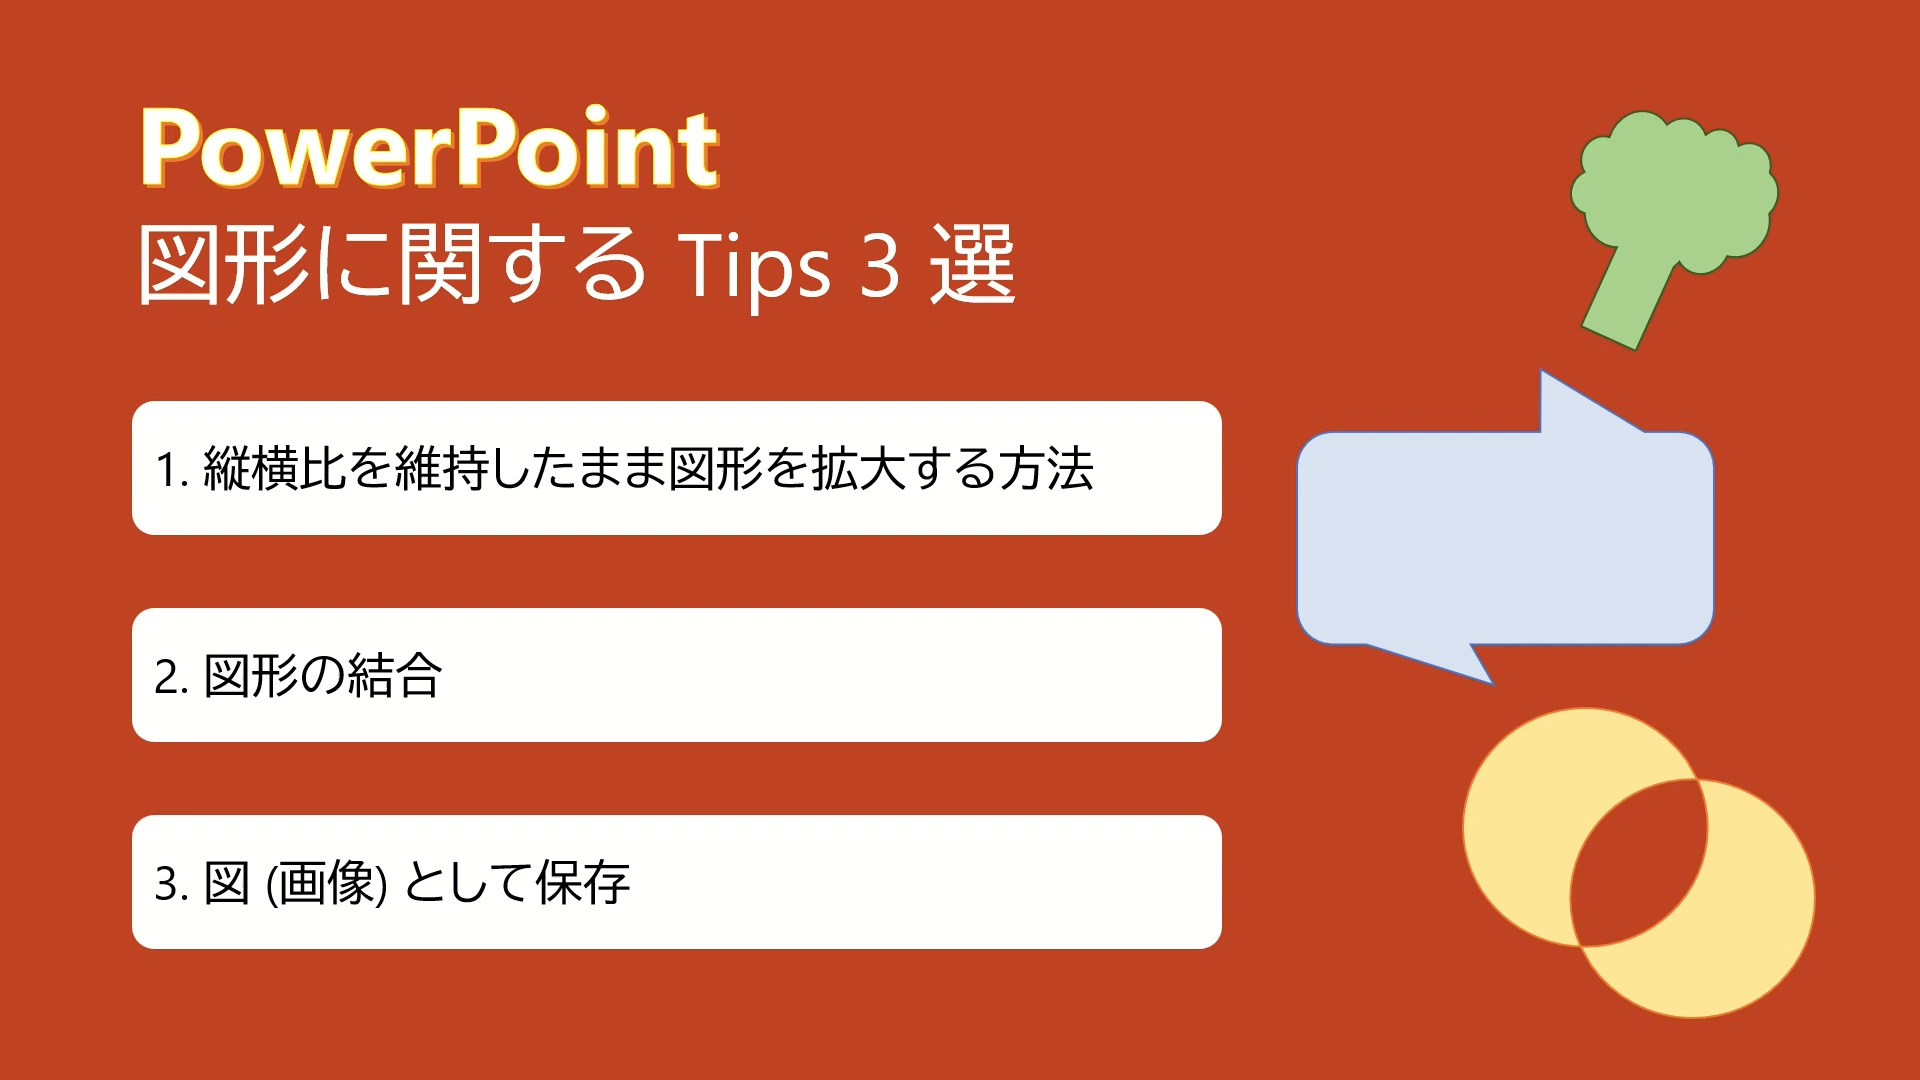 PowerPoint
図形に関する Tips 3 選
1. 縦横比を維持したまま図形を拡大する方法
2. 図形の結合
3. 図 (画像) として保存